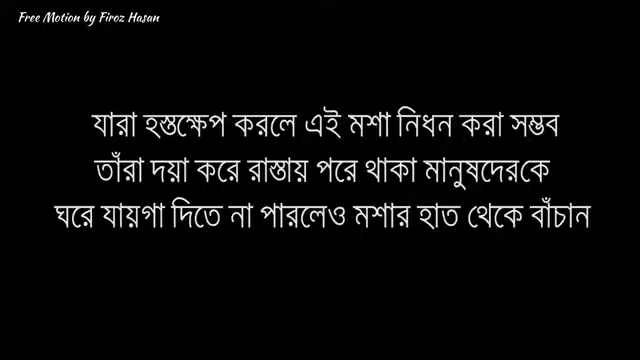 Free Motion by Firoz Hasan
যারা হস্তক্ষেপ করলে এই মশা নিধন করা সম্ভব
তাঁরা দয়া করে রাস্তায় পরে থাকা মানুষদেরকে
ঘরে যায়গা দিতে না পারলেও মশার হাত থেকে বাঁচান